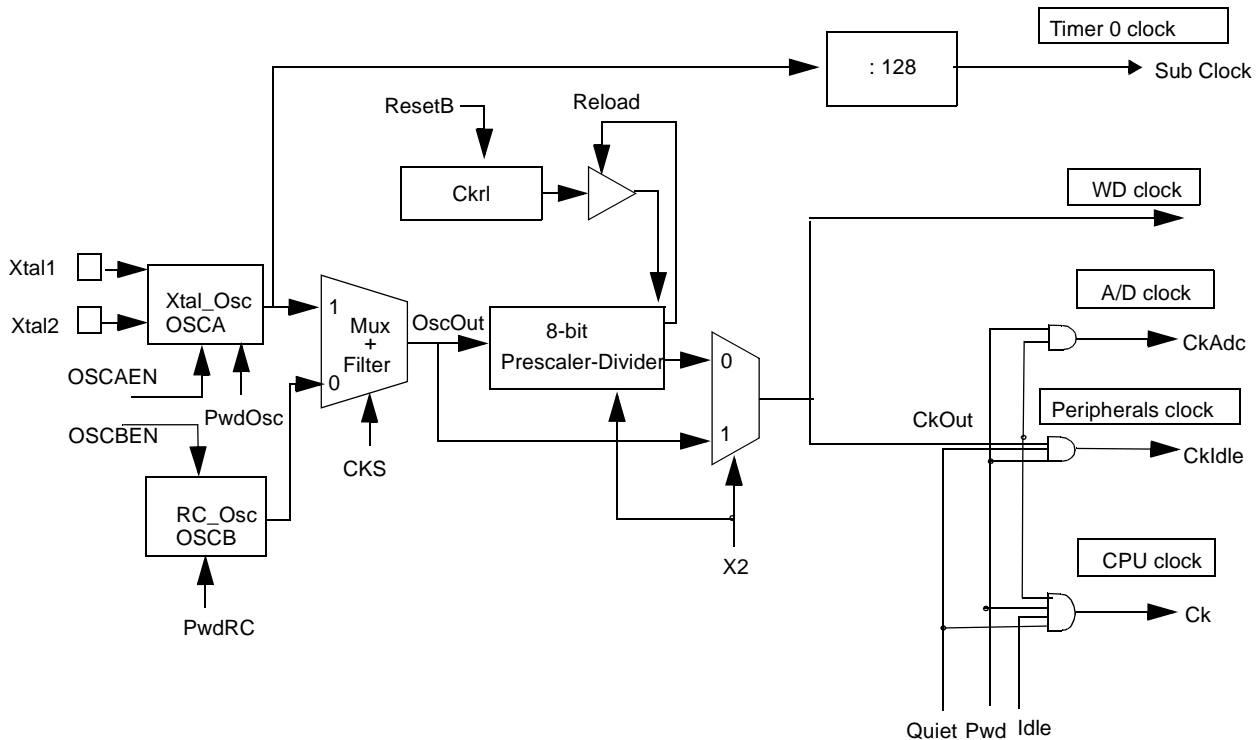 Timer 0 clock
: 128
Sub Clock
ResetB
Reload
Ckrl
WD clock
Xtal1
Xtal2
Xtal_Osc
OSCA
1
Mux
+
Filter
0
OscOut
8-bit
Prescaler-Divider
0
1
A/D clock
CkAdc
OSCAEN
PwdOsc
OSCBEN
CKS
CkOut
Peripherals clock
CkIdle
RC_Osc
OSCB
X2
CPU clock
Ck
PwdRC
Quiet
Pwd
Idle